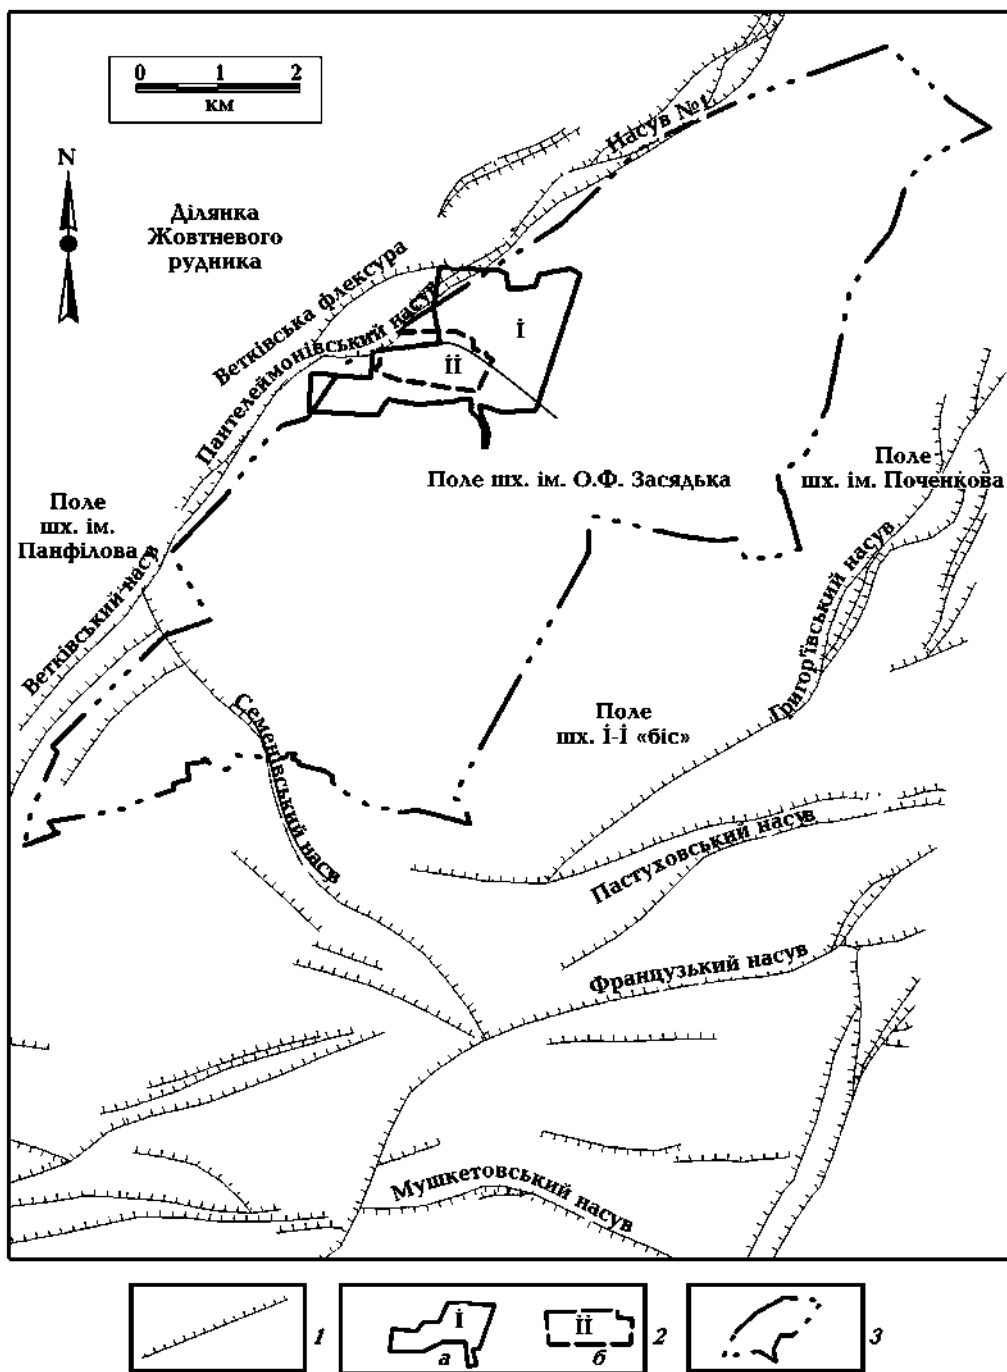 0 1 2
км
N
Насув №1
Ділянка
Жовтневого
рудника
Ветківська флексура
Пантелеймонівський насув
І
ІІ
Поле шх. ім. О.Ф. Засядька
Поле
шх. ім. Поченкова
Поле
шх. ім.
Панфілова
Ветківський насув
Григор'ївський насув
Семенівський насув
Поле
шх. І-І «біс»
Пастуховський насув
Французький насув
Мушкетовський насув
1
І
а
ІІ
б
2
3